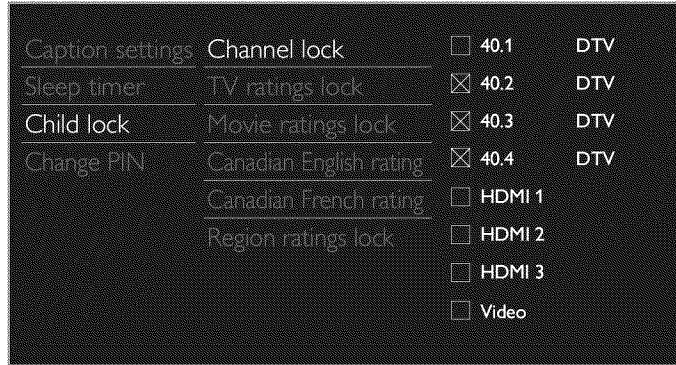 Caption settings
Sleep timer
Child lock
Change PIN
Channel lock
TV ratings lock
Movie ratings lock
Canadian English rating
Canadian French rating
Region ratings lock
40.1 DTV
40.2 DTV
40.3 DTV
40.4 DTV
HDMI 1
HDMI 2
HDMI 3
Video